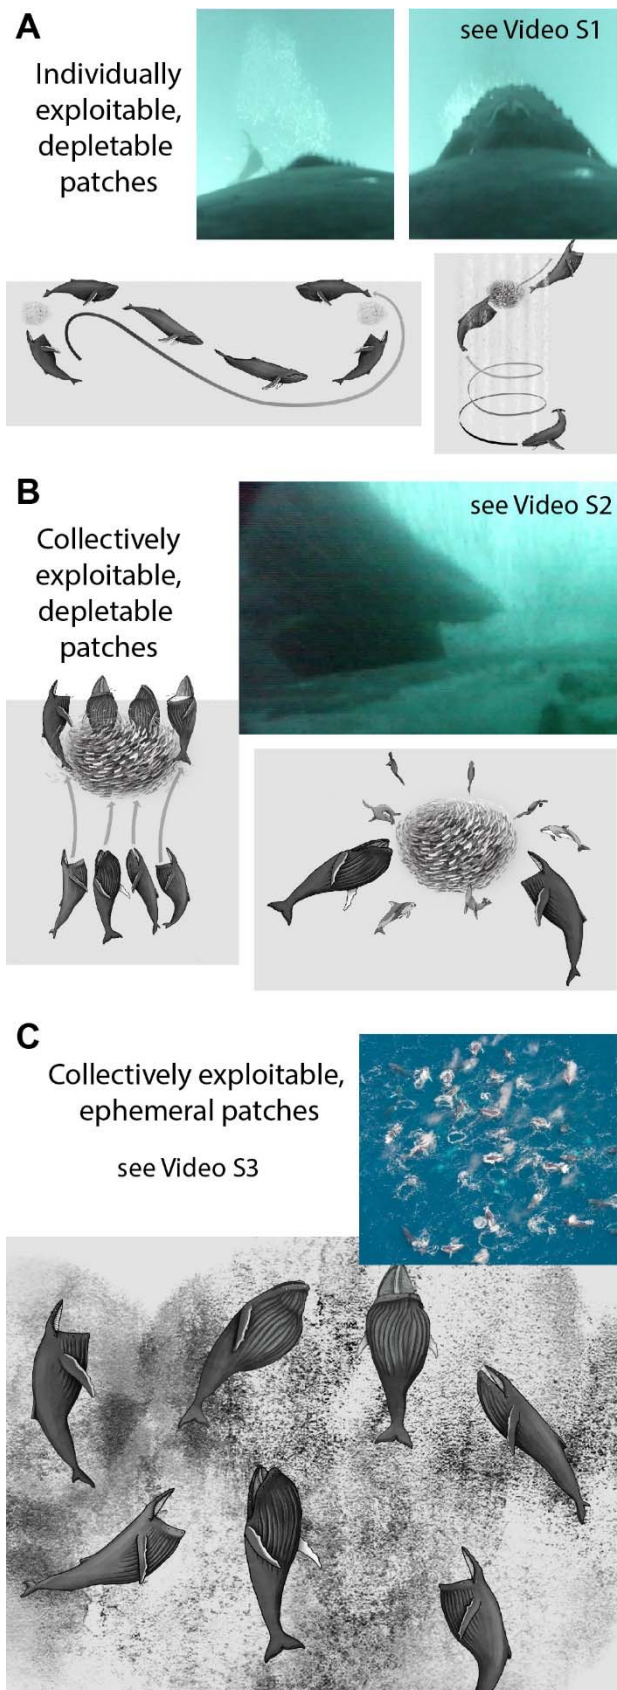 A
see Video S1
Individually
exploitable,
depletable
patches
B
see Video S2
Collectively
exploitable,
depletable
patches
C
Collectively exploitable,
ephemeral patches
see Video S3